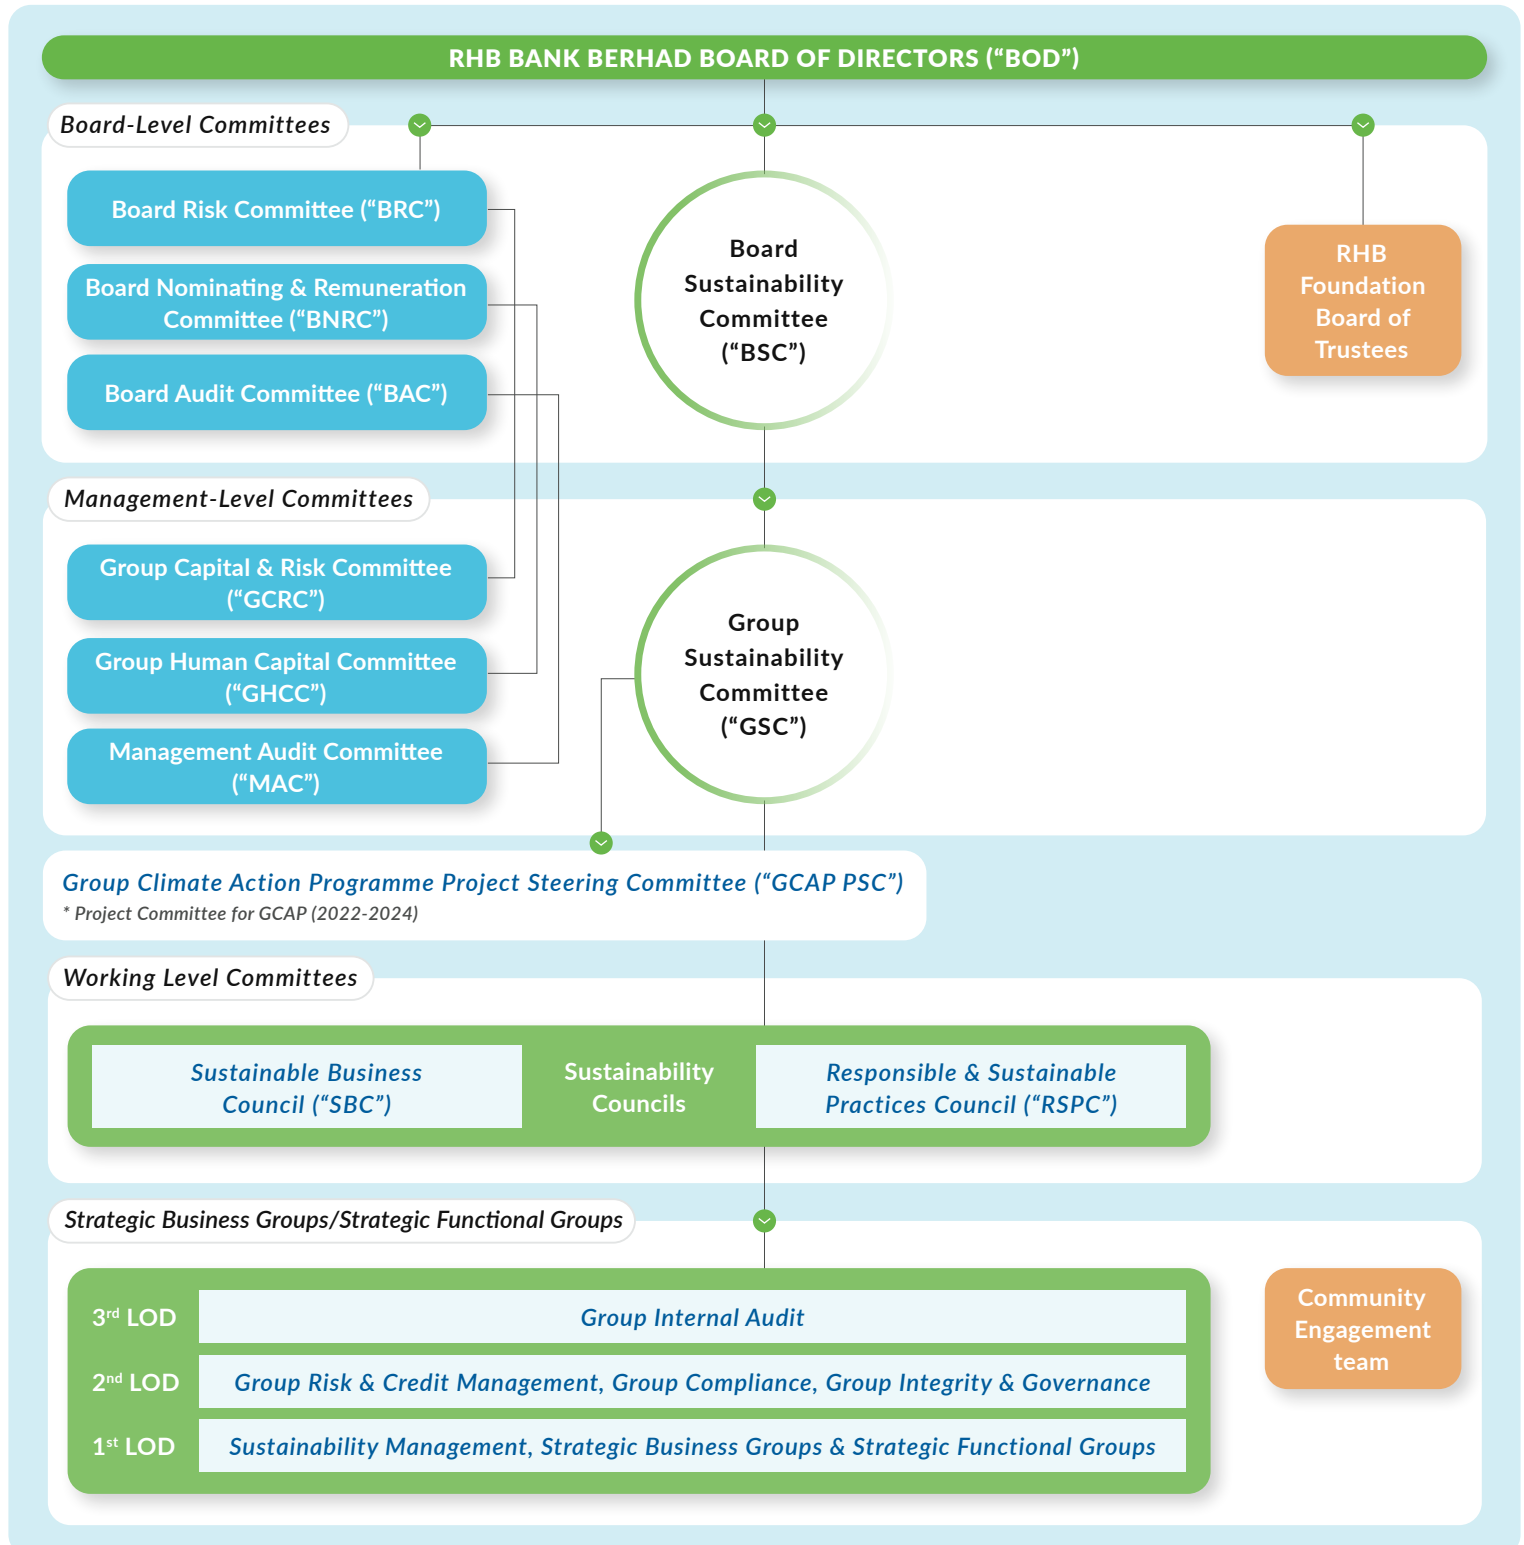 RHB BANK BERHAD BOARD OF DIRECTORS (“BOD”)
Board-Level Committees
Board Risk Committee (“BRC”)
Board Nominating & Remuneration
Committee (“BNRC”)
Board Audit Committee (“BAC”)
Board
Sustainability
Committee
(“BSC”)
RHB
Foundation
Board of
Trustees
Management-Level Committees
Group Capital & Risk Committee
(“GCRC”)
Group Human Capital Committee
(“GHCC”)
Management Audit Committee
(“MAC”)
Group
Sustainability
Committee
(“GSC”)
Group Climate Action Programme Project Steering Committee (“GCAP PSC”)
* Project Committee for GCAP (2022-2024)
Working Level Committees
Sustainable Business
Council (“SBC”)
Sustainability
Councils
Responsible & Sustainable
Practices Council (“RSPC”)
Strategic Business Groups/Strategic Functional Groups
3rd LOD
Group Internal Audit
2nd LOD
Group Risk & Credit Management, Group Compliance, Group Integrity & Governance
1st LOD
Sustainability Management, Strategic Business Groups & Strategic Functional Groups
Community
Engagement
team